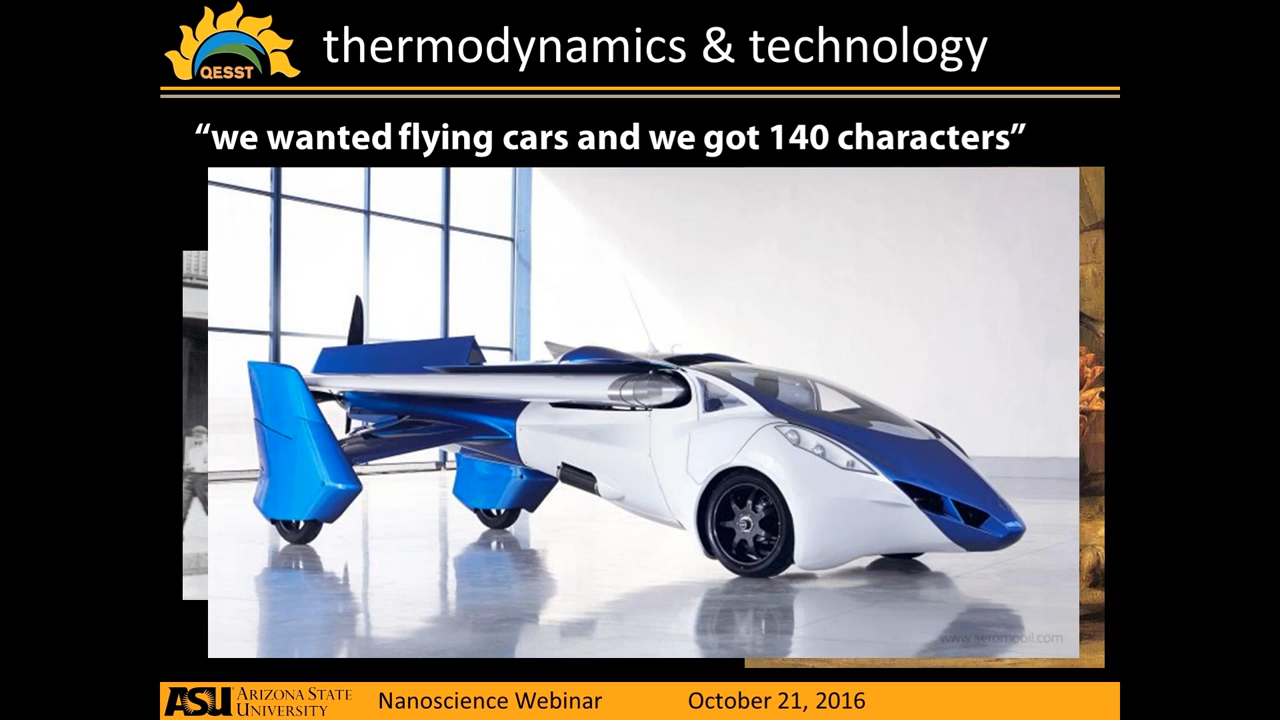 QESST
thermodynamics & technology
“we wanted flying cars and we got 140 characters”
www.aeromobil.com
ASU ARIZONA STATE
UNIVERSITY
Nanoscience Webinar
October 21, 2016